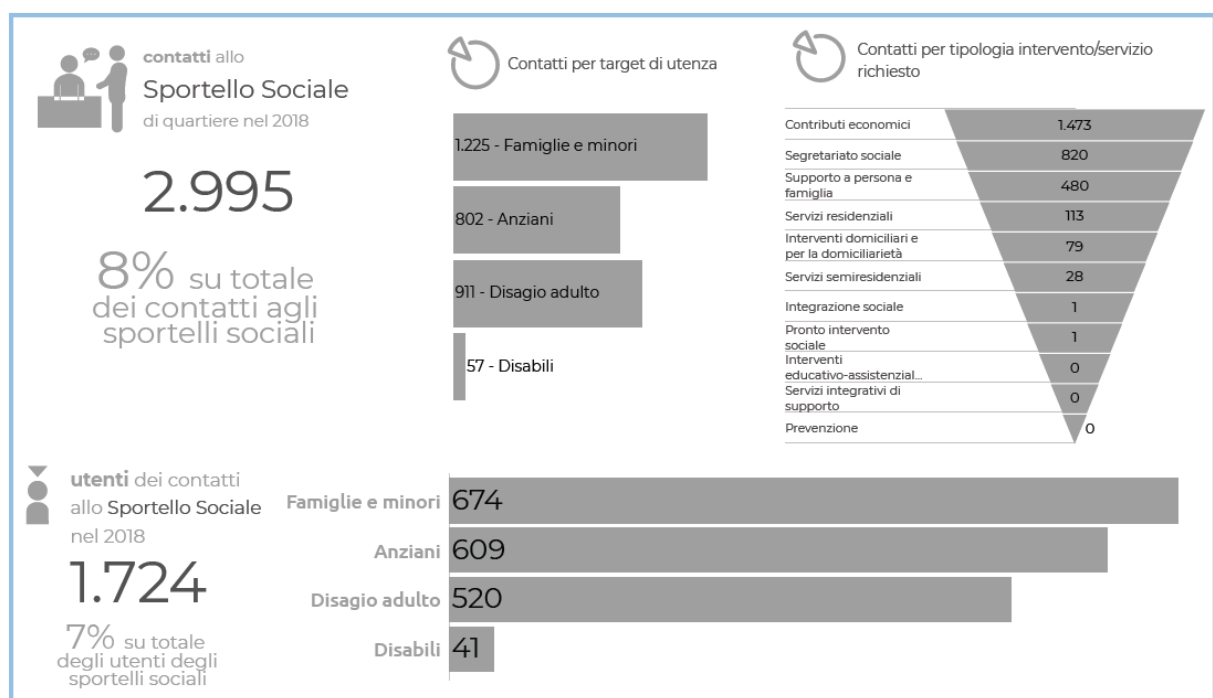 contatti allo
Sportello Sociale
di quartiere nel 2018
2.995
8% su totale
dei contatti agli
sportelli sociali
Contatti per target di utenza
1.225 - Famiglie e minori
802 - Anziani
911 - Disagio adulto
57 - Disabili
Contatti per tipologia intervento/servizio
richiesto
Contributi economici 1.473
Segretariato sociale 820
Supporto a persona e
famiglia 480
Servizi residenziali 113
Interventi domiciliari e
per la domiciliarietà 79
Servizi semiresidenziali 28
Integrazione sociale 1
Pronto intervento
sociale 1
Interventi
educativo-assistenzial... 0
Servizi integrativi di
supporto 0
Prevenzione 0
utenti dei contatti
allo Sportello Sociale
nel 2018
1.724
7% su totale
degli utenti degli
sportelli sociali
Famiglie e minori 674
Anziani 609
Disagio adulto 520
Disabili 41